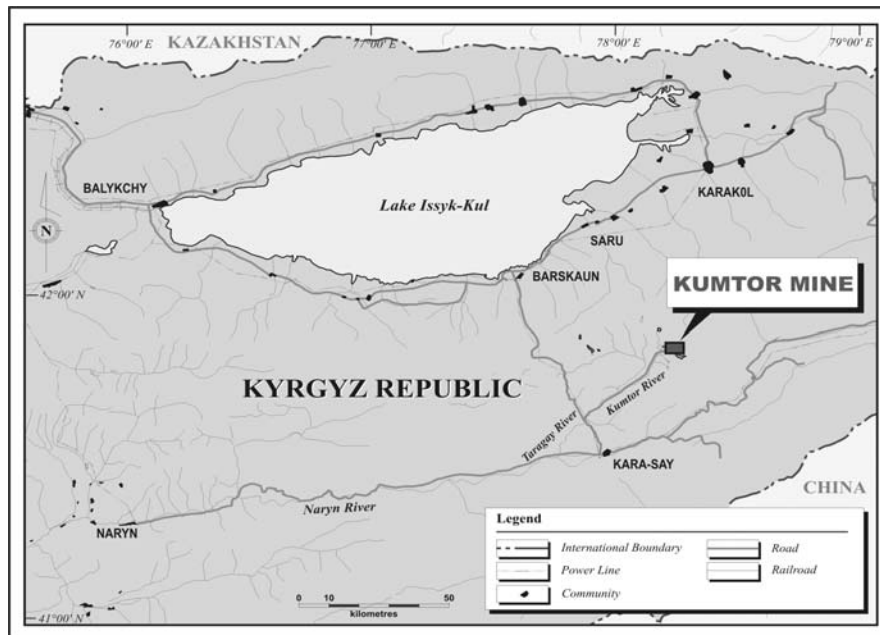 76°00' E
77°00' E
78°00' E
79°00' E
KAZAKHSTAN
BALYKCHY
Lake Issyk-Kul
KARAK0L
N
SARU
BARSKAUN
42°00' N
KUMTOR MINE
KYRGYZ REPUBLIC
Kumtor River
Taragay River
KARA-SAY
CHINA
Naryn River
NARYN
Legend
International Boundary
Road
Power Line
Railroad
Community
0 10 50
kilometres
41°00' N